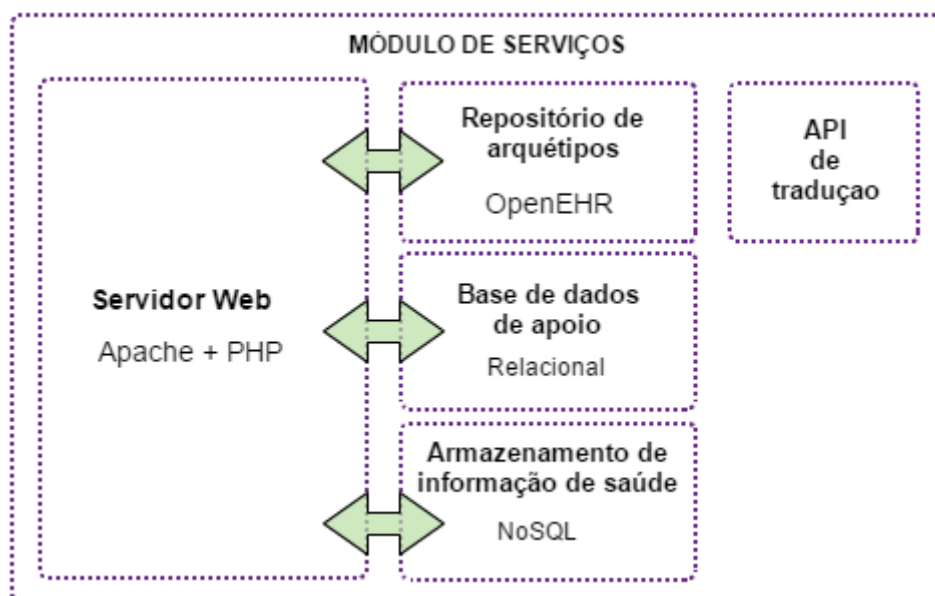 MÓDULO DE SERVIÇOS
Servidor Web
Apache + PHP
Repositório de
arquétipos
OpenEHR
Base de dados
de apoio
Relacional
Armazenamento de
informação de saúde
NoSQL
API
de
traduçao